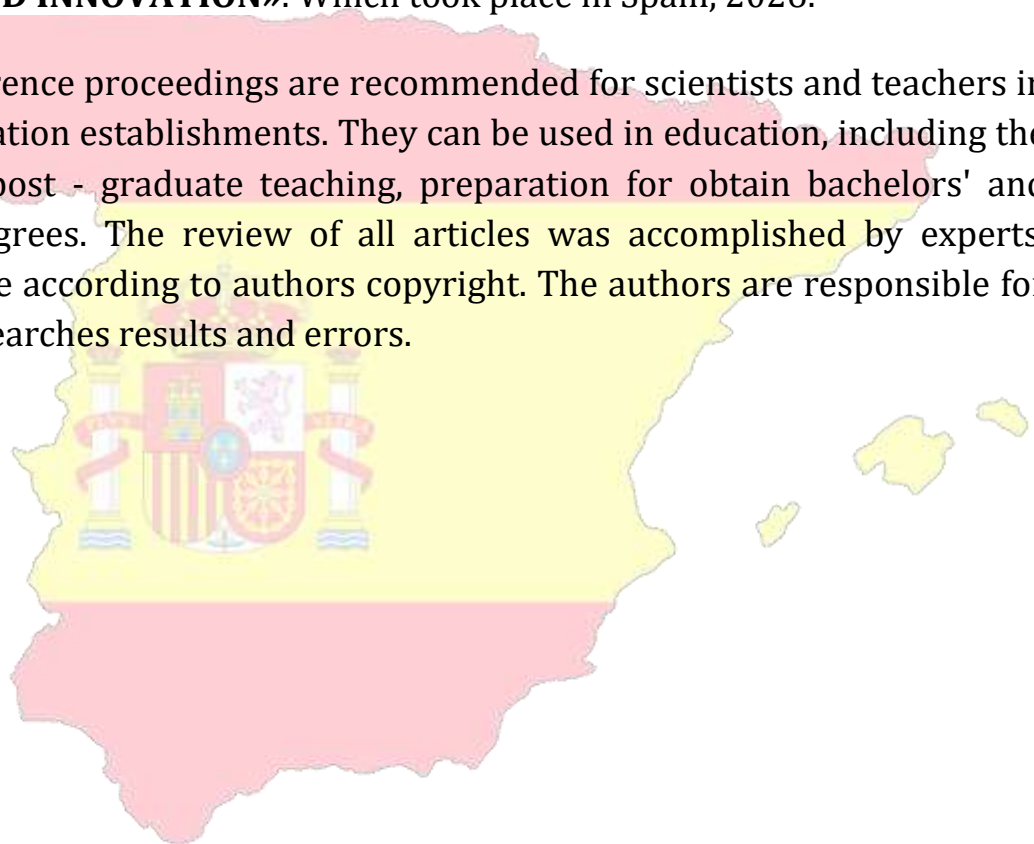 D INNOVATION». Which took place in Spain,
rence proceedings are recommended for scientists and teachers in
ation establishments. They can be used in education, including the
post - graduate teaching, preparation for obtain bachelors' and
grees. The review of all articles was accomplished by experts,
e according to authors copyright. The authors are responsible for
earches results and errors.